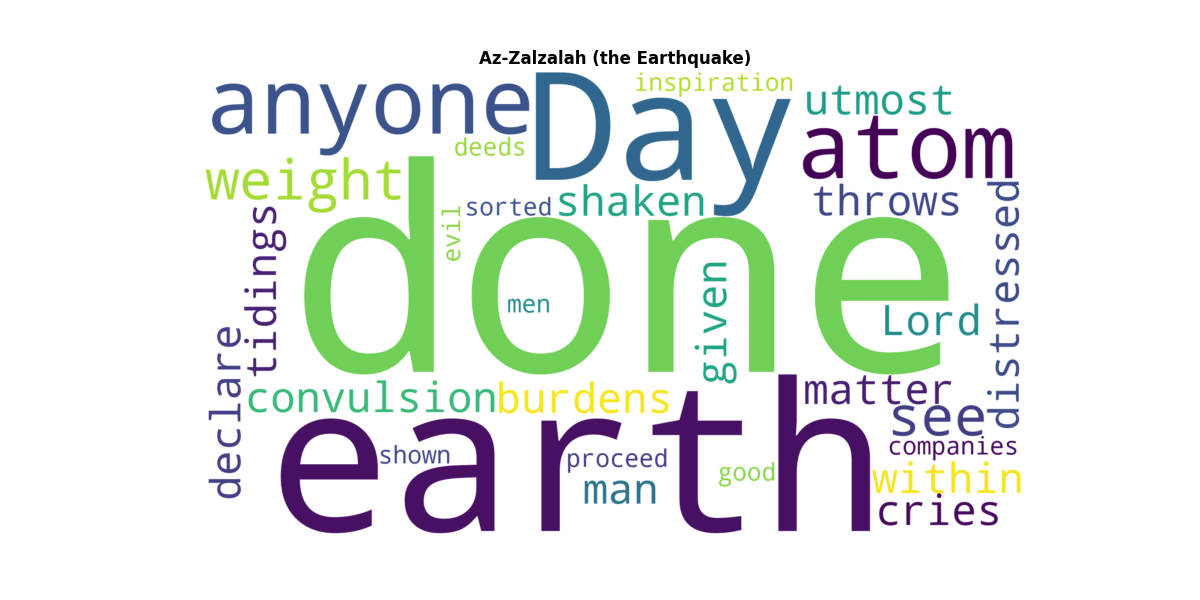 Az-Zalzalah (the Earthquake)
inspiration
anyone
Day
utmost
deeds
atom
weight
sorted
shaken
throws
tidings
evil
done
distressed
men
given
Lord
declare
convulsion
burdens
matter
see
earth
shown
proceed
companies
good
within
man
cries